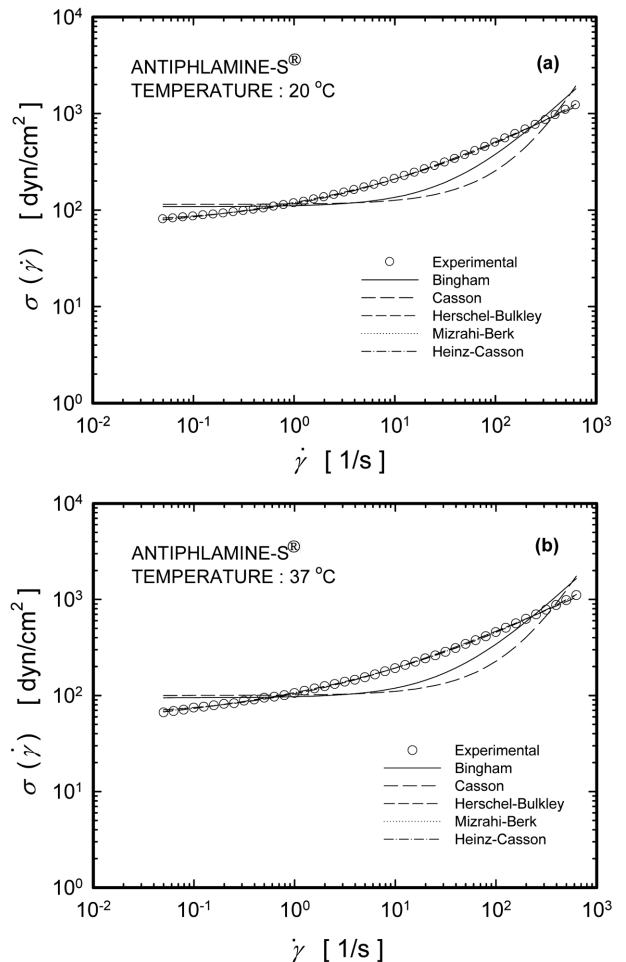 10⁴
10³
10²
10¹
10⁰
σ (γ̇) [ dyn/cm² ]
ANTIPHLAMINE-S®
TEMPERATURE : 20 °C
(a)
Experimental
Bingham
Casson
Herschel-Bulkley
Mizrahi-Berk
Heinz-Casson
10⁻² 10⁻¹ 10⁰ 10¹ 10² 10³
γ̇ [ 1/s ]
10⁴
10³
10²
10¹
10⁰
σ (γ̇) [ dyn/cm² ]
ANTIPHLAMINE-S®
TEMPERATURE : 37 °C
(b)
Experimental
Bingham
Casson
Herschel-Bulkley
Mizrahi-Berk
Heinz-Casson
10⁻² 10⁻¹ 10⁰ 10¹ 10² 10³
γ̇ [ 1/s ]